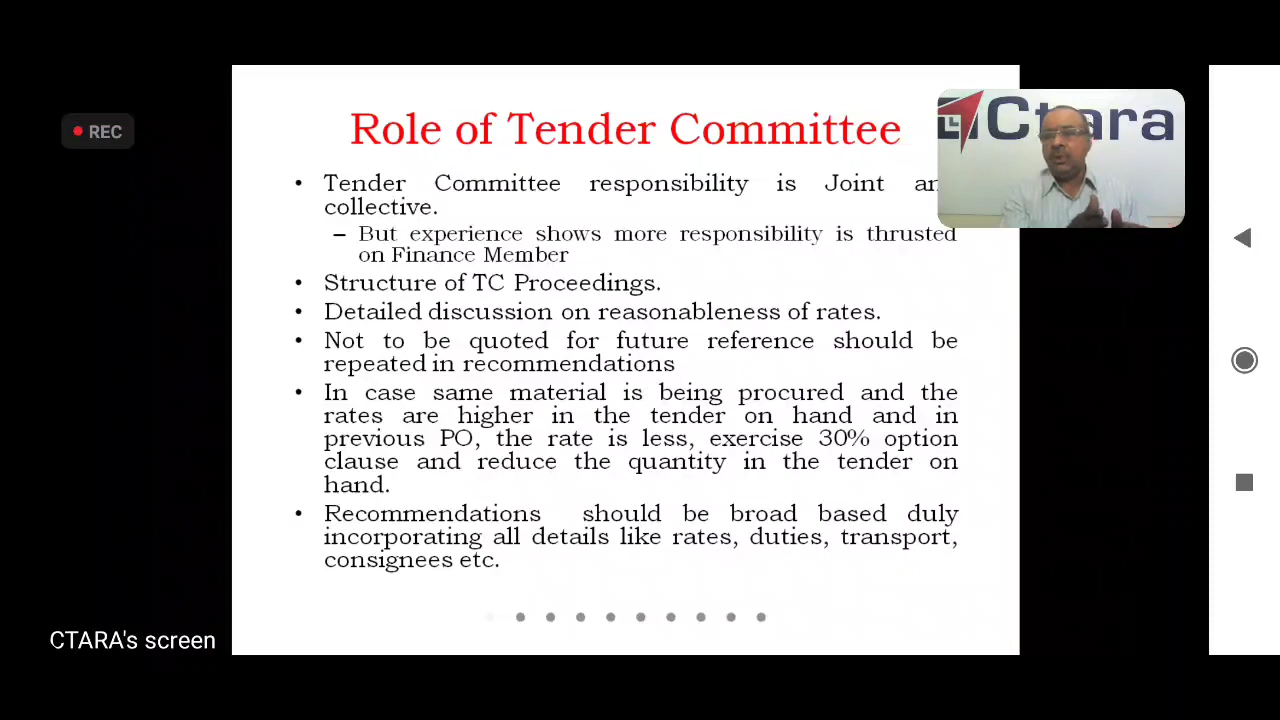 REC
Role of Tender Committee
Ctara
• Tender Committee responsibility is Joint an
collective.
– But experience shows more responsibility is thrusted
on Finance Member
• Structure of TC Proceedings.
• Detailed discussion on reasonableness of rates.
• Not to be quoted for future reference should be
repeated in recommendations
• In case same material is being procured and the
rates are higher in the tender on hand and in
previous PO, the rate is less, exercise 30% option
clause and reduce the quantity in the tender on
hand.
• Recommendations should be broad based duly
incorporating all details like rates, duties, transport,
consignees etc.
CTARA's screen